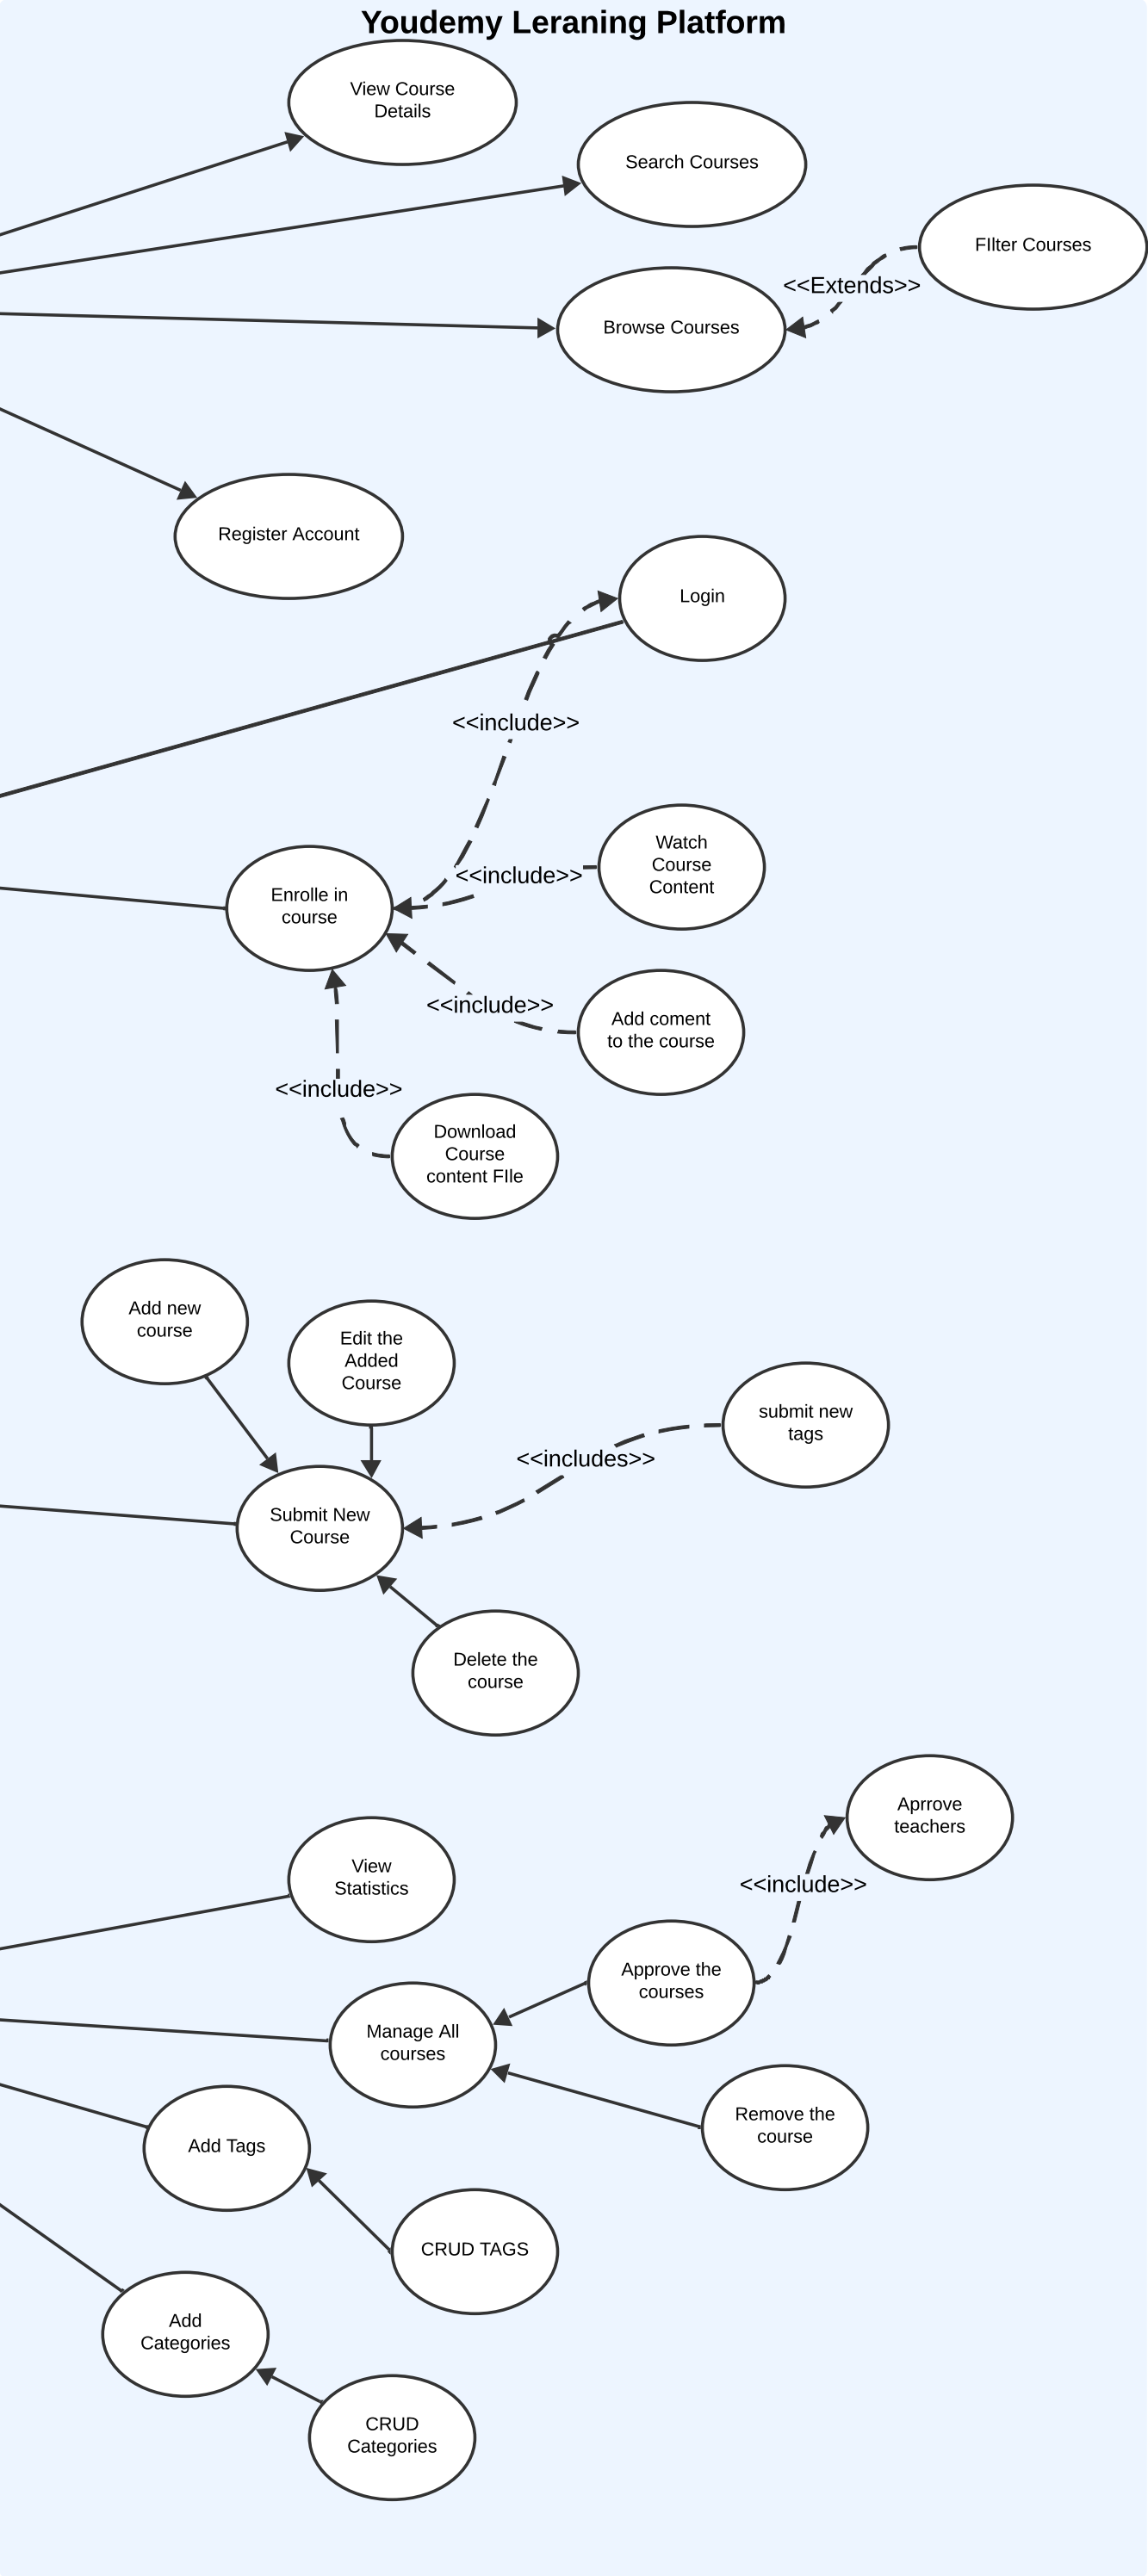 Youdemy Leraning Platform
View Course
Details
Search Courses
FIlter Courses
<<Extends>>
Browse Courses
Register Account
Login
<<include>>
Watch
Course
Content
<<include>>
Enrolle in
course
<<include>>
Add coment
to the course
<<include>>
Download
Course
content FIle
Add new
course
Edit the
Added
Course
submit new
tags
<<includes>>
Submit New
Course
Delete the
course
Aprrove
teachers
View
Statistics
<<include>>
Approve the
courses
Manage All
courses
Remove the
course
Add Tags
CRUD TAGS
Add
Categories
CRUD
Categories